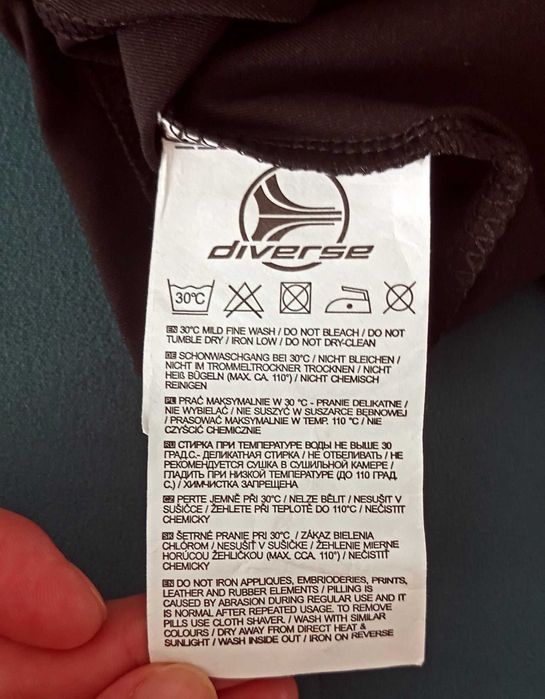 diverse
30°C
EN 30°C MILD FINE WASH / DO NOT BLEACH / DO NOT
TUMBLE DRY / IRON LOW / DO NOT DRY-CLEAN
DE SCHONWASCHGANG BEI 30°C / NICHT BLEICHEN /
NICHT IM TROMMELTROCKNER TROCKNEN / NICHT
HEIß BÜGELN (MAX. CA. 110°) / NICHT CHEMISCH
REINIGEN
PL PRAĆ MAKSYMALNIE W 30 °C - PRANIE DELIKATNE /
NIE WYBIELAĆ / NIE SUSZYĆ W SUSZARCE BĘBNOWEJ
/ PRASOWAĆ MAKSYMALNIE W TEMP. 110 °C / NIE
CZYŚCIĆ CHEMICZNIE
RU СТИРКА ПРИ ТЕМПЕРАТУРЕ ВОДЫ НЕ ВЫШЕ 30
ГРАД.С.- ДЕЛИКАТНАЯ СТИРКА / НЕ ОТБЕЛИВАТЬ / НЕ
РЕКОМЕНДУЕТСЯ СУШКА В СУШИЛЬНОЙ КАМЕРЕ /
ГЛАДИТЬ ПРИ НИЗКОЙ ТЕМПЕРАТУРЕ (ДО 110 ГРАД.
С.) / ХИМЧИСТКА ЗАПРЕЩЕНА
CZ PERTE JEMNĚ PŘI 30°C / NELZE BĚLIT / NESUŠIT V
SUŠIČCE / ŽEHLETE PŘI TEPLOTĚ DO 110°C / NEČISTIT
CHEMICKY
SK ŠETRNÉ PRANIE PRI 30°C / ZÁKAZ BIELENIA
CHLÓROM / NESUŠIŤ V SUŠIČKE / ŽEHLENIE MIERNE
HORÚCOU ŽEHLIČKOU (MAX. CCA. 110°) / NEČISTIŤ
CHEMICKY
EN DO NOT IRON APPLIQUES, EMBRIODERIES, PRINTS,
LEATHER AND RUBBER ELEMENTS / PILLING IS
CAUSED BY ABRASION DURING REGULAR USE AND IT
IS NORMAL AFTER REPEATED USAGE. TO REMOVE
PILLS USE CLOTH SHAVER. / WASH WITH SIMILAR
COLOURS / DRY AWAY FROM DIRECT HEAT &
SUNLIGHT / WASH INSIDE OUT / IRON ON REVERSE